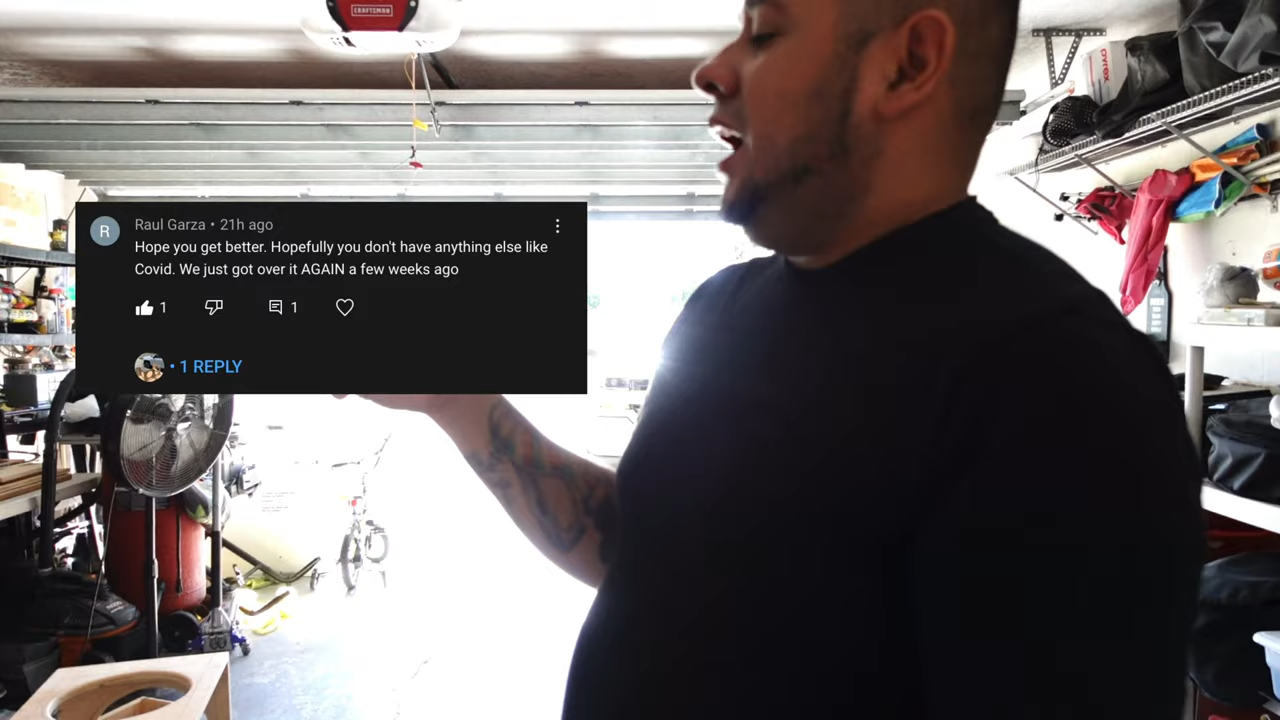 CRAFTSMAN
pyrex
R
Raul Garza • 21h ago
Hope you get better. Hopefully you don't have anything else like
Covid. We just got over it AGAIN a few weeks ago
1
1
• 1 REPLY